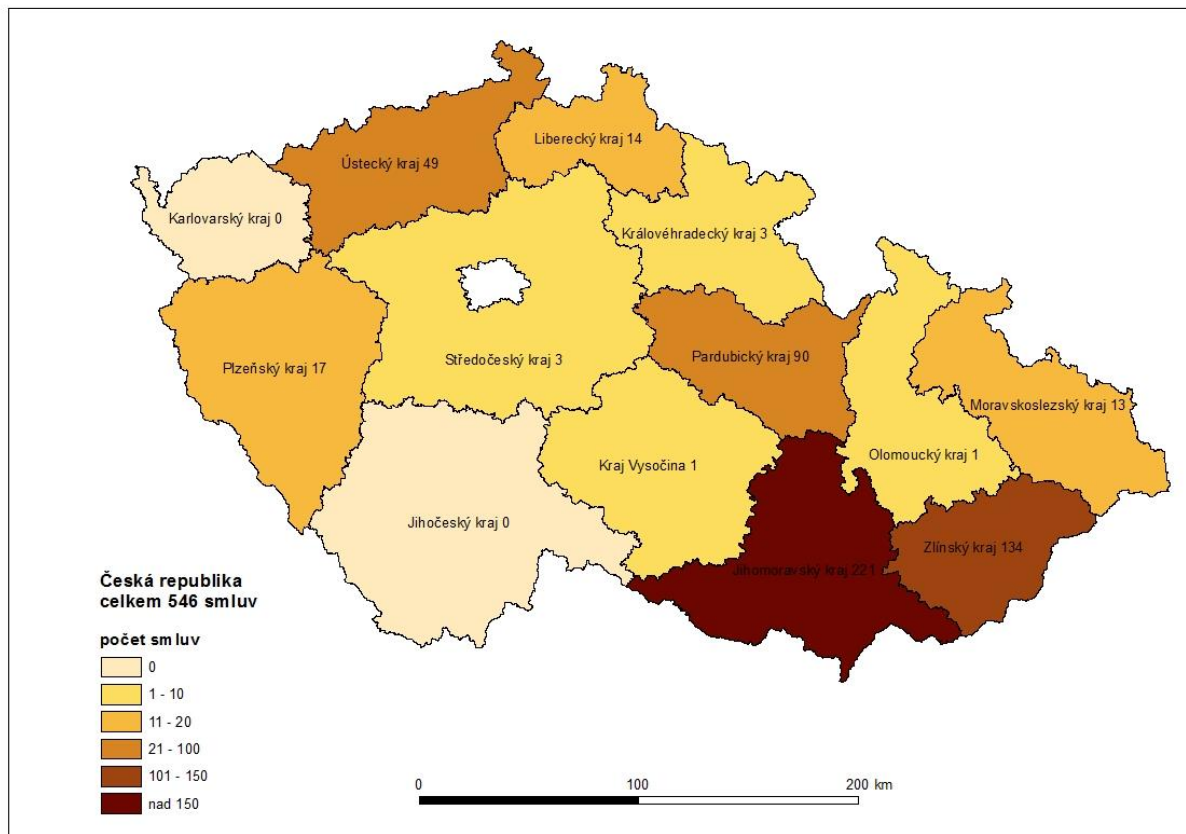 Liberecký kraj 14
Ústecký kraj 49
Karlovarský kraj 0
Královéhradecký kraj 3
Středočeský kraj 3
Pardubický kraj 90
Plzeňský kraj 17
Moravskoslezský kraj 13
Olomoucký kraj 1
Kraj Vysočina 1
Jihočeský kraj 0
Zlínský kraj 134
Jihomoravský kraj 221
Česká republika
celkem 546 smluv
počet smluv
0
1 - 10
11 - 20
21 - 100
101 - 150
nad 150
0 100 200 km